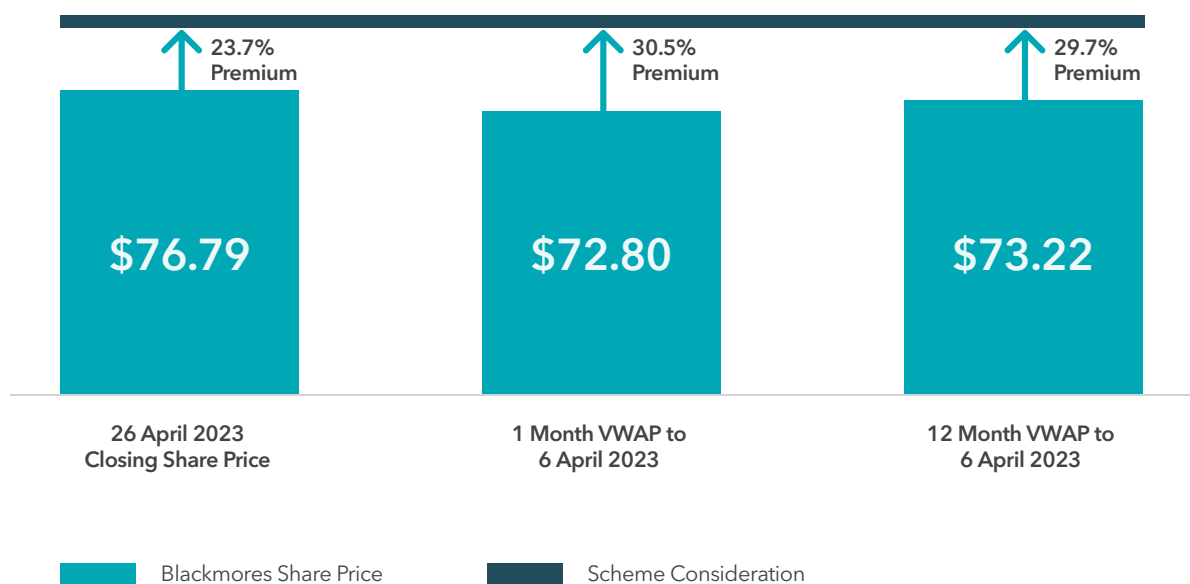 23.7%
Premium
30.5%
Premium
29.7%
Premium
$76.79
$72.80
$73.22
26 April 2023
Closing Share Price
1 Month VWAP to
6 April 2023
12 Month VWAP to
6 April 2023
Blackmores Share Price
Scheme Consideration